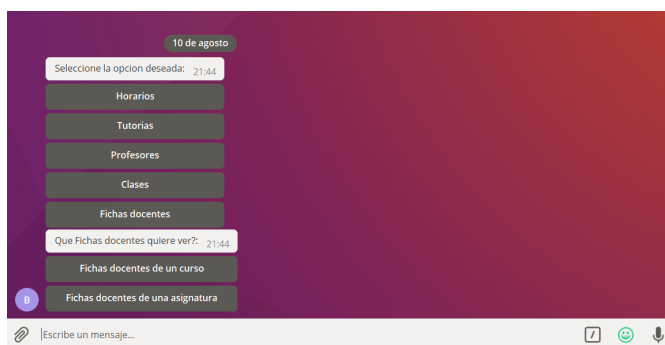 10 de agosto
Seleccione la opcion deseada: 21:44
Horarios
Tutorias
Profesores
Clases
Fichas docentes
Que Fichas docentes quiere ver?: 21:44
Fichas docentes de un curso
B
Fichas docentes de una asignatura
Escribe un mensaje...